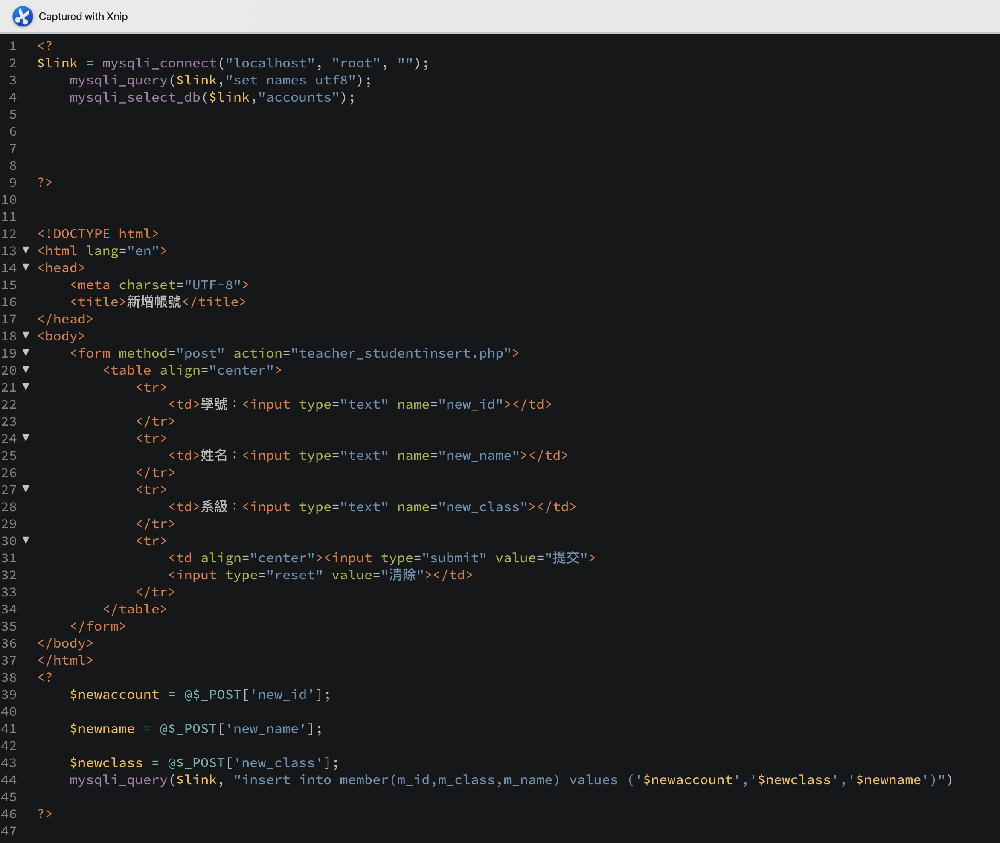 Captured with Xnip
1 <?
2 $link = mysqli_connect("localhost", "root", "");
3     mysqli_query($link,"set names utf8");
4     mysqli_select_db($link,"accounts");
5
6
7
8
9 ?>
10
11
12 <!DOCTYPE html>
13 ▼ <html lang="en">
14 ▼ <head>
15     <meta charset="UTF-8">
16     <title>新增帳號</title>
17 </head>
18 ▼ <body>
19 ▼     <form method="post" action="teacher_studentinsert.php">
20 ▼         <table align="center">
21 ▼             <tr>
22                 <td>學號：<input type="text" name="new_id"></td>
23             </tr>
24 ▼             <tr>
25                 <td>姓名：<input type="text" name="new_name"></td>
26             </tr>
27 ▼             <tr>
28                 <td>系級：<input type="text" name="new_class"></td>
29             </tr>
30 ▼             <tr>
31                 <td align="center"><input type="submit" value="提交">
32                 <input type="reset" value="清除"></td>
33             </tr>
34         </table>
35     </form>
36 </body>
37 </html>
38 <?
39     $newaccount = @$_POST['new_id'];
40
41     $newname = @$_POST['new_name'];
42
43     $newclass = @$_POST['new_class'];
44     mysqli_query($link, "insert into member(m_id,m_class,m_name) values ('$newaccount','$newclass','$newname')")
45
46 ?>
47